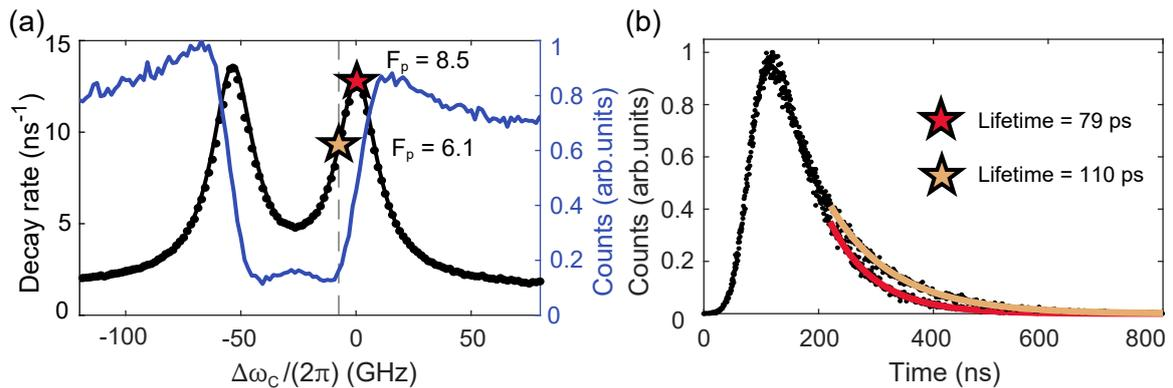 (a)
15
10
5
0
Decay rate (ns⁻¹)
-100
-50
0
50
Δω_C/(2π) (GHz)
F_p = 8.5
F_p = 6.1
1
0.8
0.6
0.4
0.2
0
Counts (arb.units)
(b)
1
0.8
0.6
0.4
0.2
0
Counts (arb.units)
200
400
600
800
Time (ns)
Lifetime = 79 ps
Lifetime = 110 ps